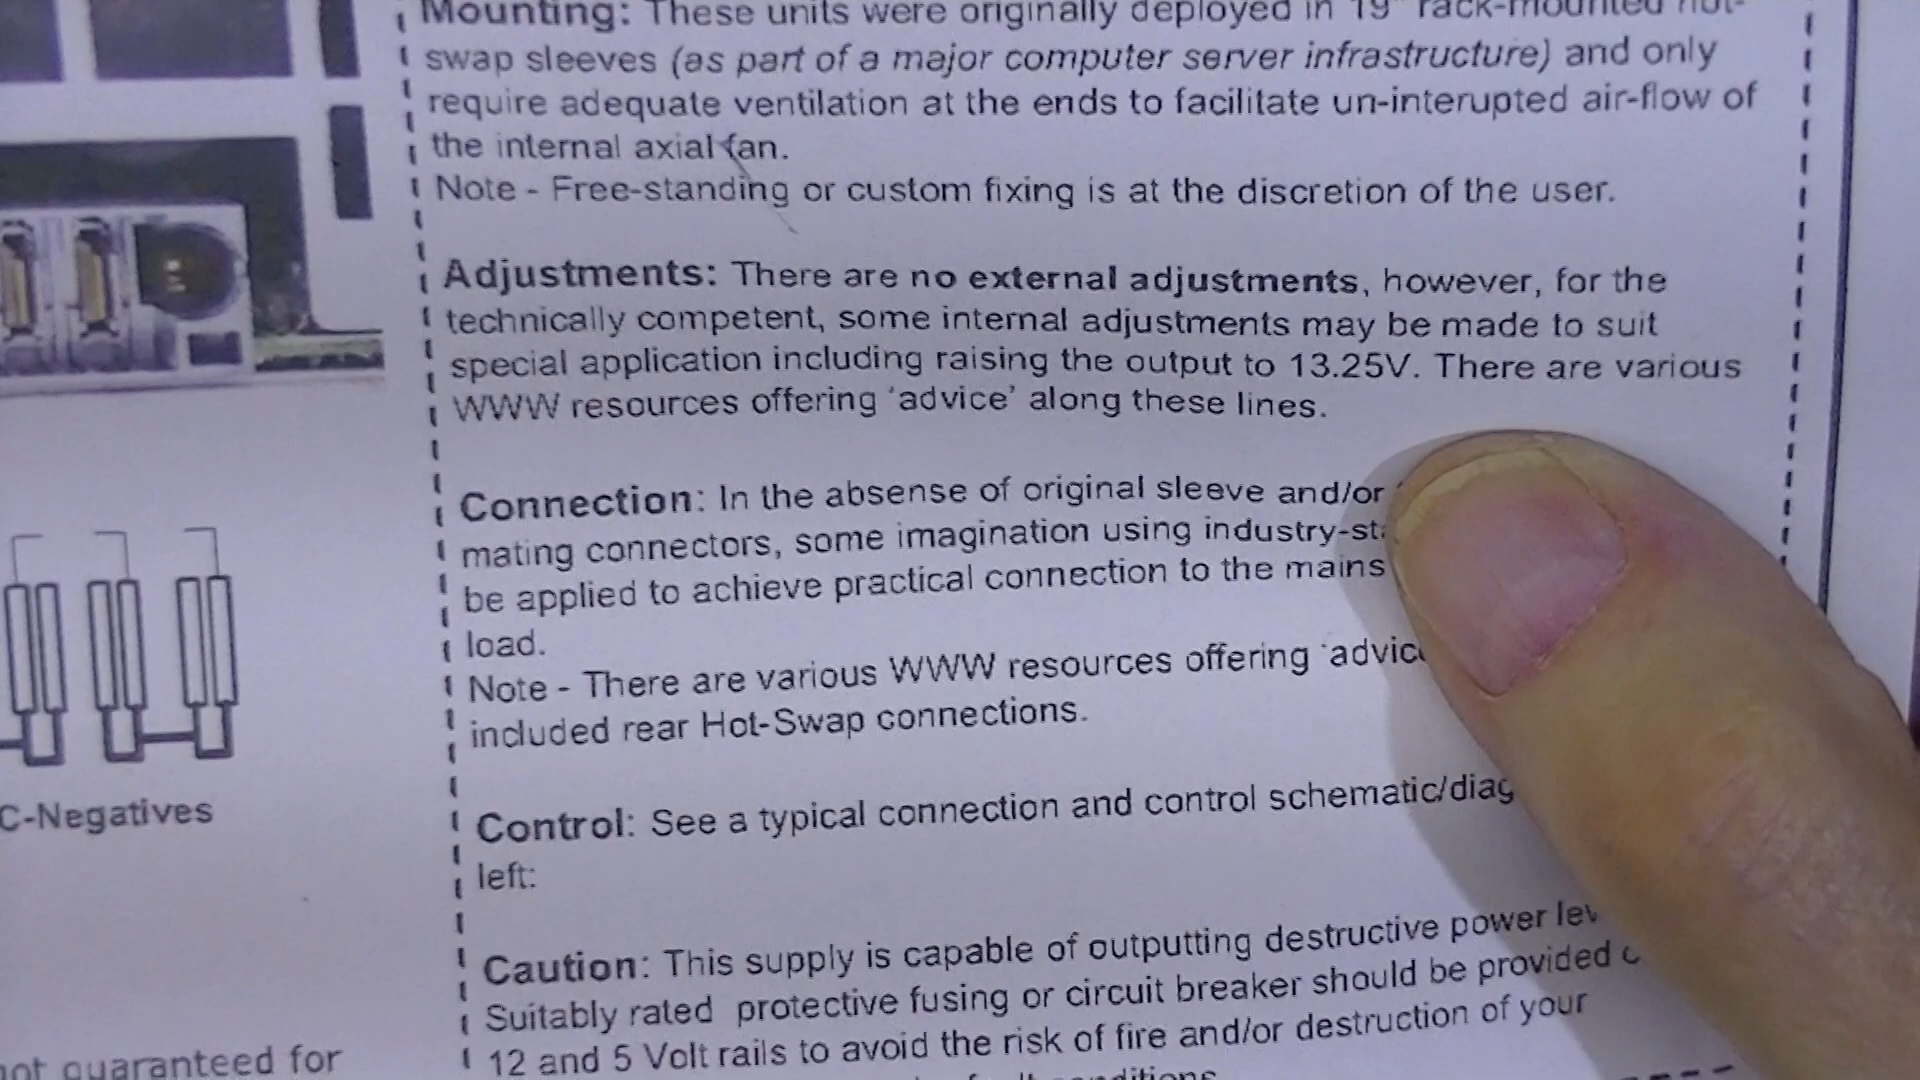 Mounting: These units were originally deployed in 19" rack-mounted hot-
swap sleeves (as part of a major computer server infrastructure) and only
require adequate ventilation at the ends to facilitate un-interupted air-flow of
the internal axial fan.
Note - Free-standing or custom fixing is at the discretion of the user.
Adjustments: There are no external adjustments, however, for the
technically competent, some internal adjustments may be made to suit
special application including raising the output to 13.25V. There are various
WWW resources offering 'advice' along these lines.
Connection: In the absense of original sleeve and/or
mating connectors, some imagination using industry-st
be applied to achieve practical connection to the mains
load.
Note - There are various WWW resources offering 'advic
included rear Hot-Swap connections.
Control: See a typical connection and control schematic/diag
left:
Caution: This supply is capable of outputting destructive power lev
Suitably rated protective fusing or circuit breaker should be provided
12 and 5 Volt rails to avoid the risk of fire and/or destruction of your
C-Negatives
not guaranteed for